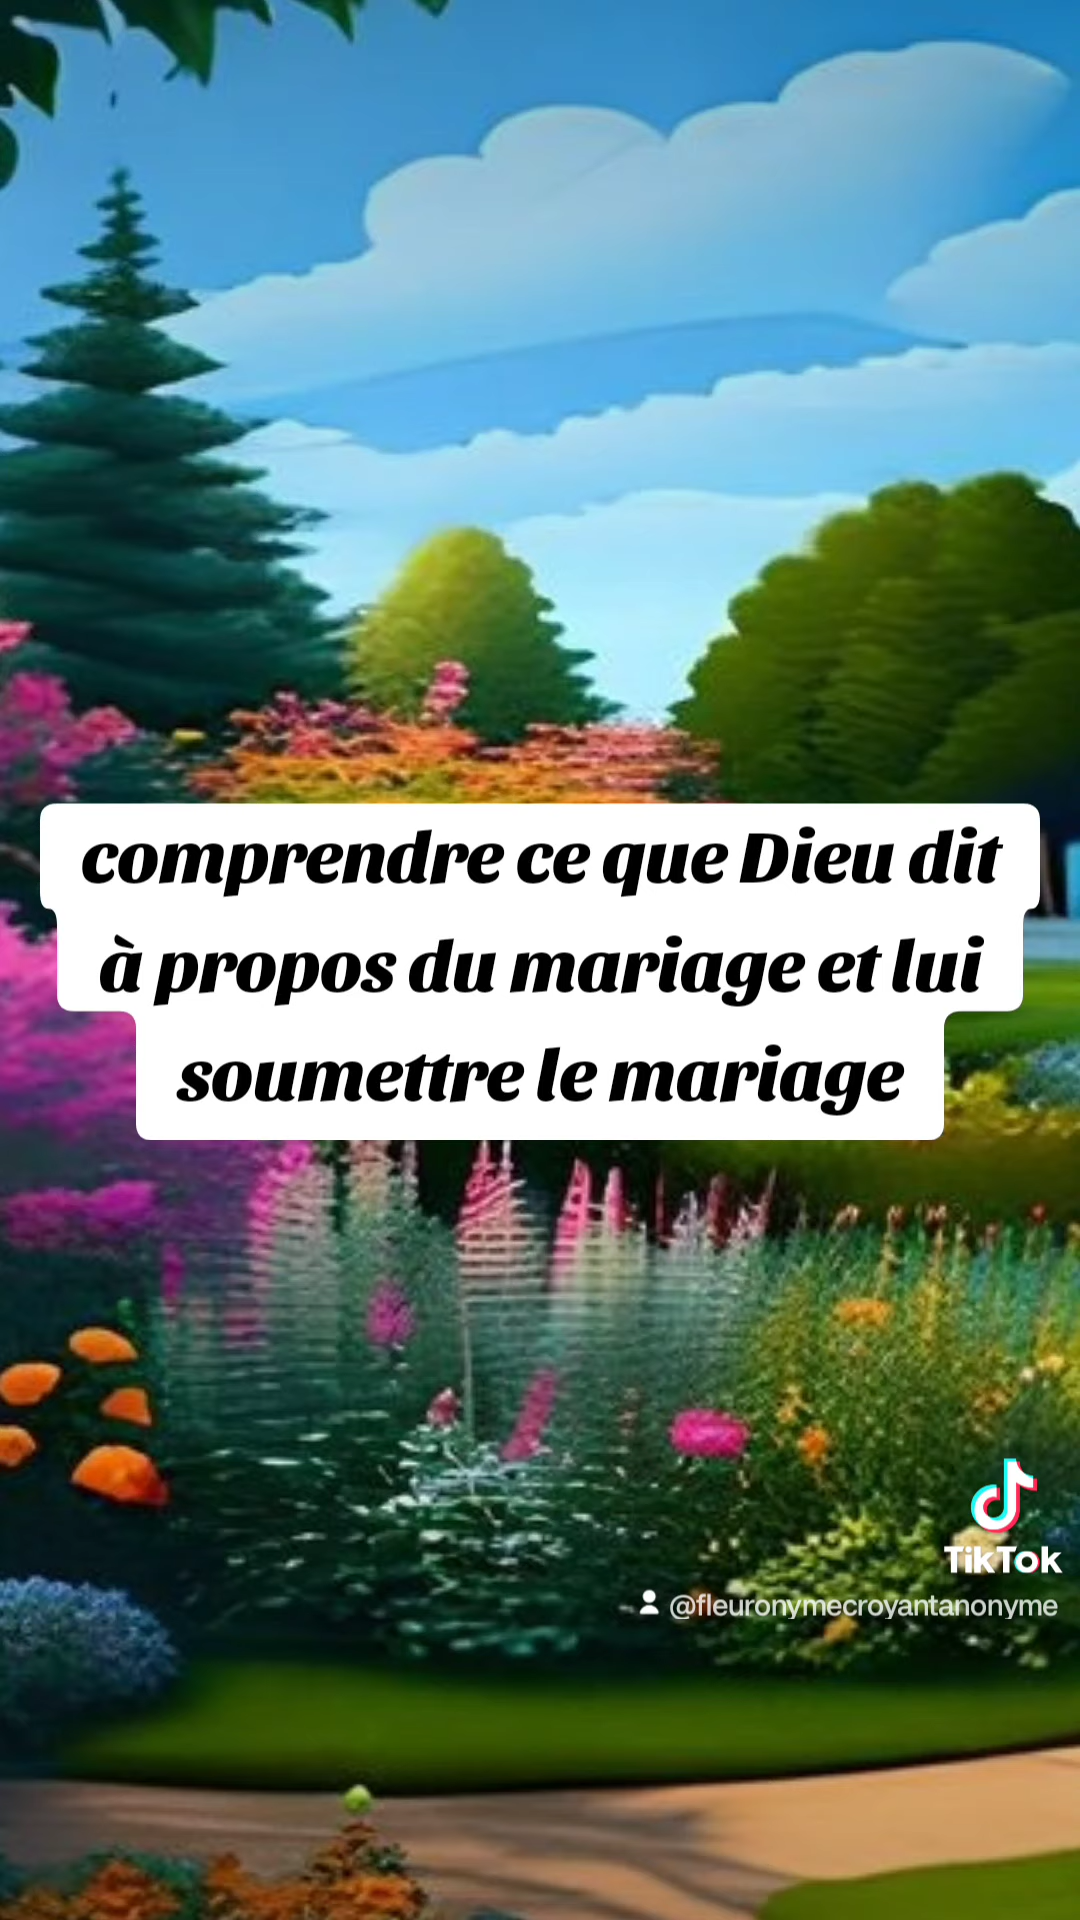 comprendre ce que Dieu dit
à propos du mariage et lui
soumettre le mariage
TikTok
@fleuronymecroyantanonyme